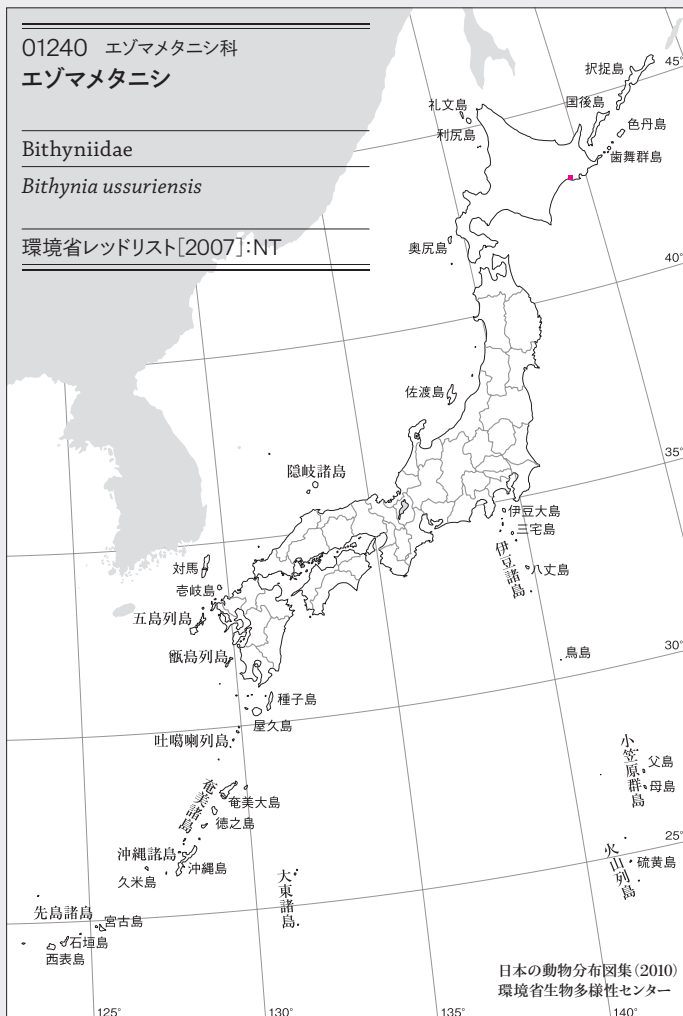 01240 エゾマメタニシ科
エゾマメタニシ
Bithyniidae
Bithynia ussuriensis
環境省レッドリスト[2007]:NT
45°
択捉島
国後島
礼文島
色丹島
利尻島
歯舞群島
奥尻島
40°
佐渡島
35°
隠岐諸島
伊豆大島
三宅島
伊豆諸島
八丈島
対馬
壱岐島
五島列島
甑島列島
鳥島
30°
種子島
屋久島
吐噶喇列島
小笠原群島
父島
母島
奄美諸島
奄美大島
徳之島
25°
沖縄諸島
沖縄島
久米島
大東諸島
火山列島
硫黄島
先島諸島
宮古島
石垣島
西表島
日本の動物分布図集(2010)
環境省生物多様性センター
125°
130°
135°
140°